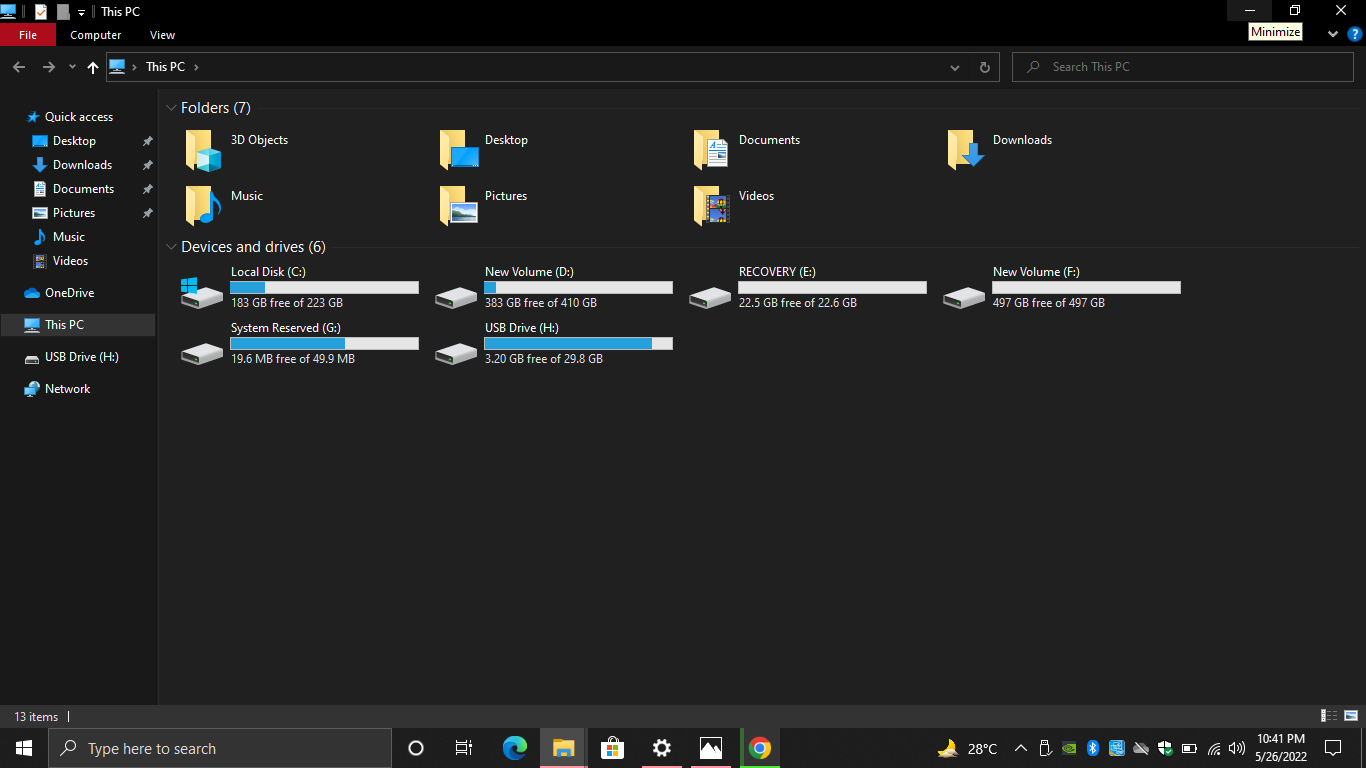 This PC
Minimize
File Computer View
This PC
Search This PC
Quick access
Desktop
Downloads
Documents
Pictures
Music
Videos
OneDrive
This PC
USB Drive (H:)
Network
Folders (7)
3D Objects
Desktop
Documents
Downloads
Music
Pictures
Videos
Devices and drives (6)
Local Disk (C:)
183 GB free of 223 GB
New Volume (D:)
383 GB free of 410 GB
RECOVERY (E:)
22.5 GB free of 22.6 GB
New Volume (F:)
497 GB free of 497 GB
System Reserved (G:)
19.6 MB free of 49.9 MB
USB Drive (H:)
3.20 GB free of 29.8 GB
13 items
Type here to search
28°C
10:41 PM
5/26/2022